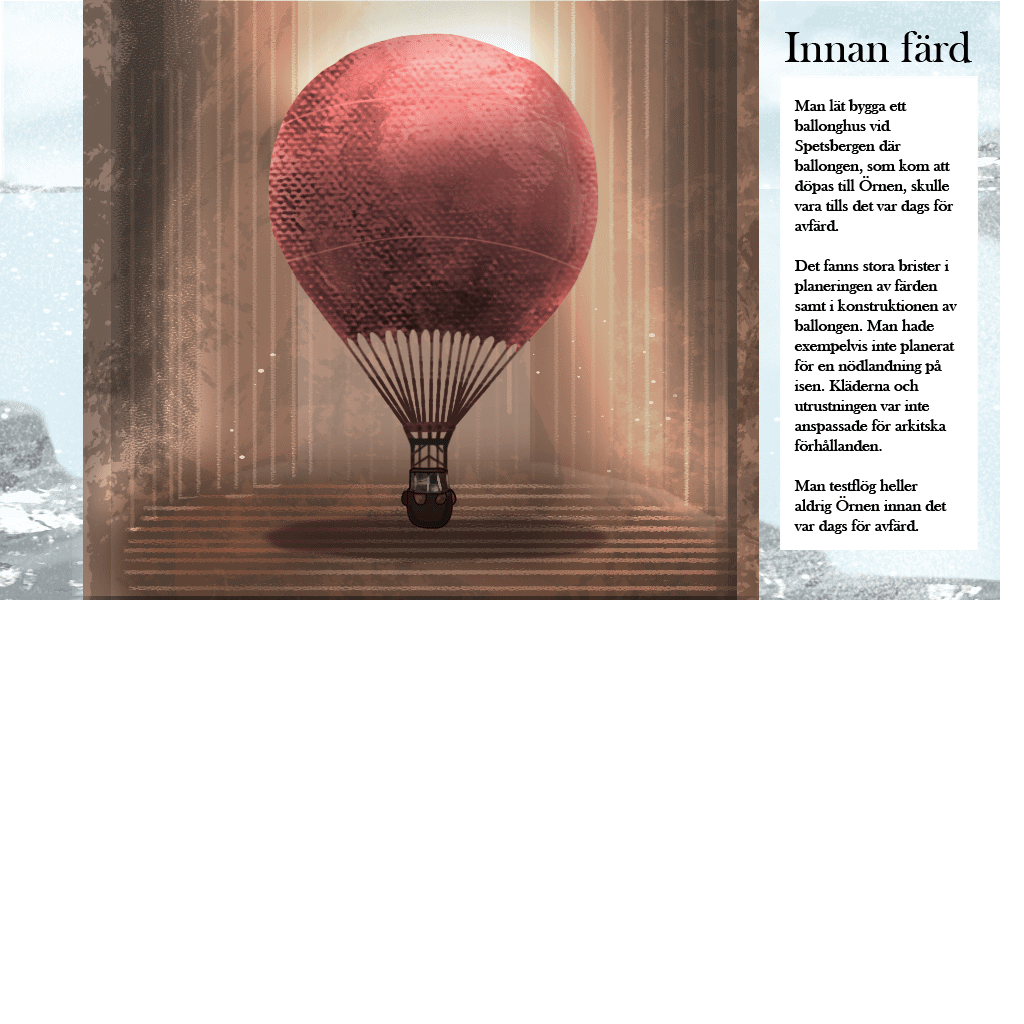 Innan färd
Man lät bygga ett
ballonghus vid
Spetsbergen där
ballongen, som kom att
döpas till Örnen, skulle
vara tills det var dags för
avfärd.
Det fanns stora brister i
planeringen av färden
samt i konstruktionen av
ballongen. Man hade
exempelvis inte planerat
för en nödlandning på
isen. Kläderna och
utrustningen var inte
anspassade för arkitska
förhållanden.
Man testflög heller
aldrig Örnen innan det
var dags för avfärd.